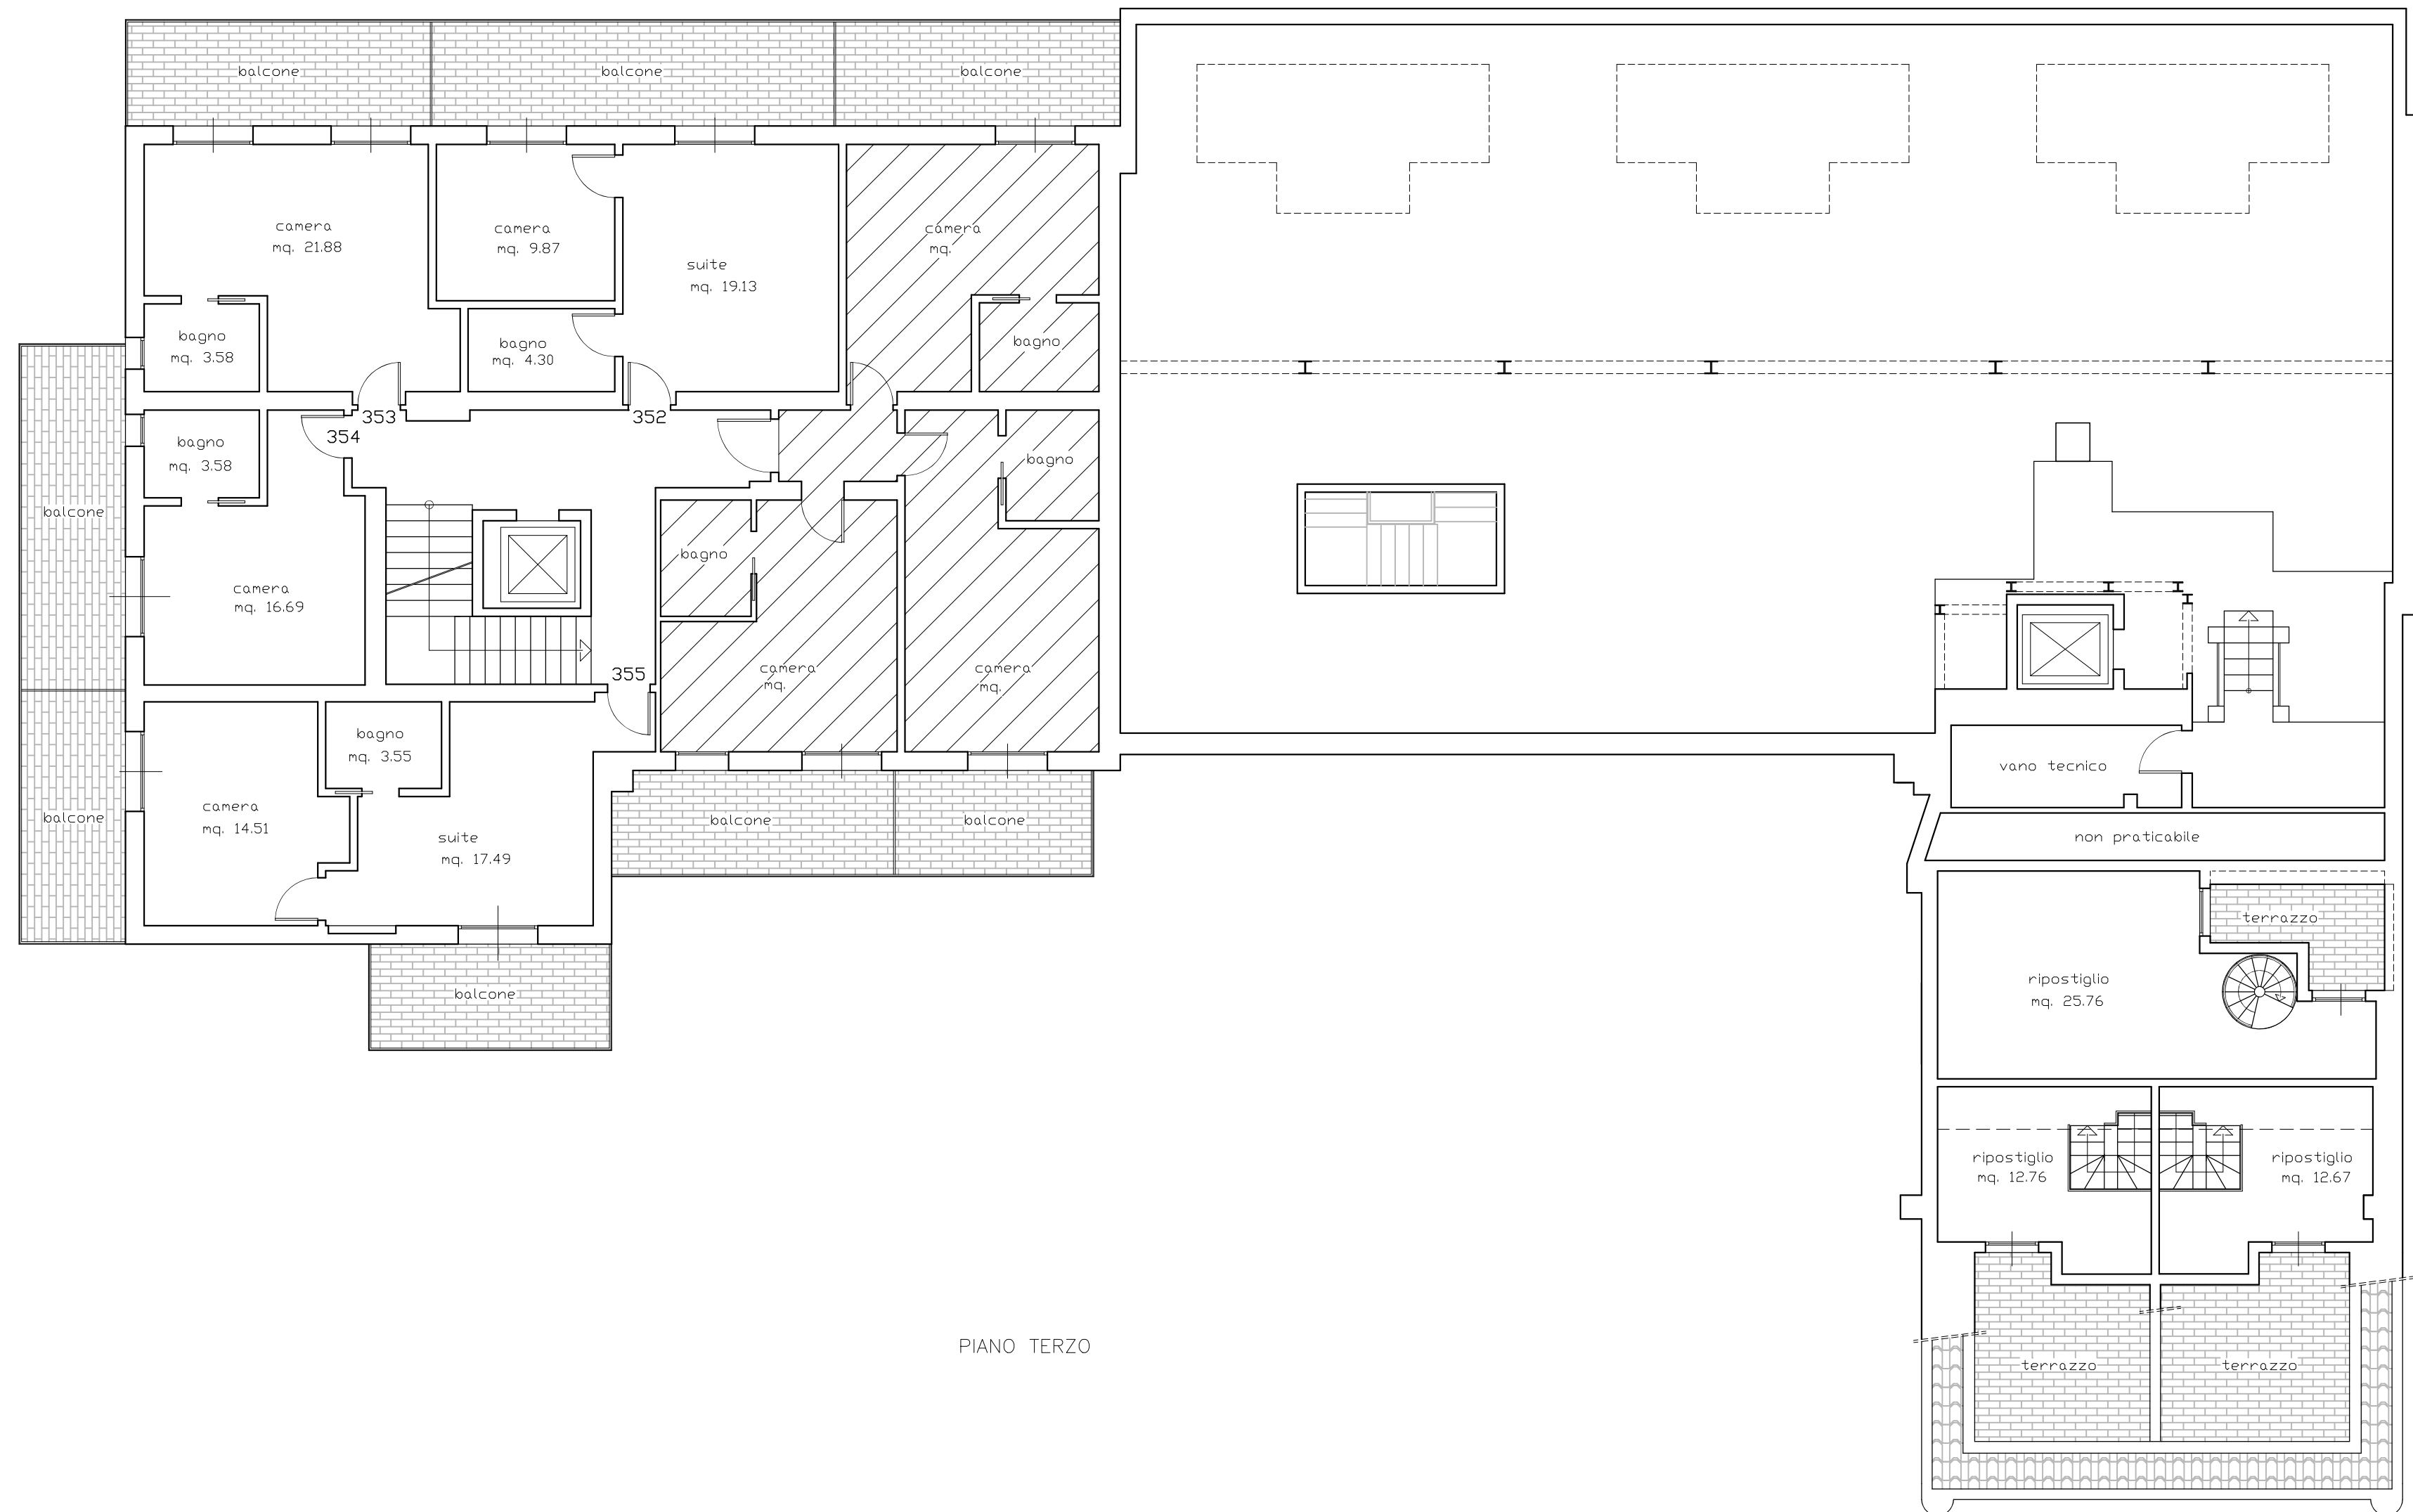 balcone
balcone
balcone
camera
mq. 21.88
camera
mq. 9.87
suite
mq. 19.13
camera
mq.
bagno
mq. 3.58
bagno
mq. 4.30
bagno
353
352
354
bagno
mq. 3.58
bagno
balcone
bagno
camera
mq. 16.69
355
camera
mq.
camera
mq.
bagno
mq. 3.55
vano tecnico
camera
mq. 14.51
balcone
suite
mq. 17.49
balcone
balcone
non praticabile
terrazzo
balcone
ripostiglio
mq. 25.76
ripostiglio
mq. 12.76
ripostiglio
mq. 12.67
PIANO TERZO
terrazzo
terrazzo